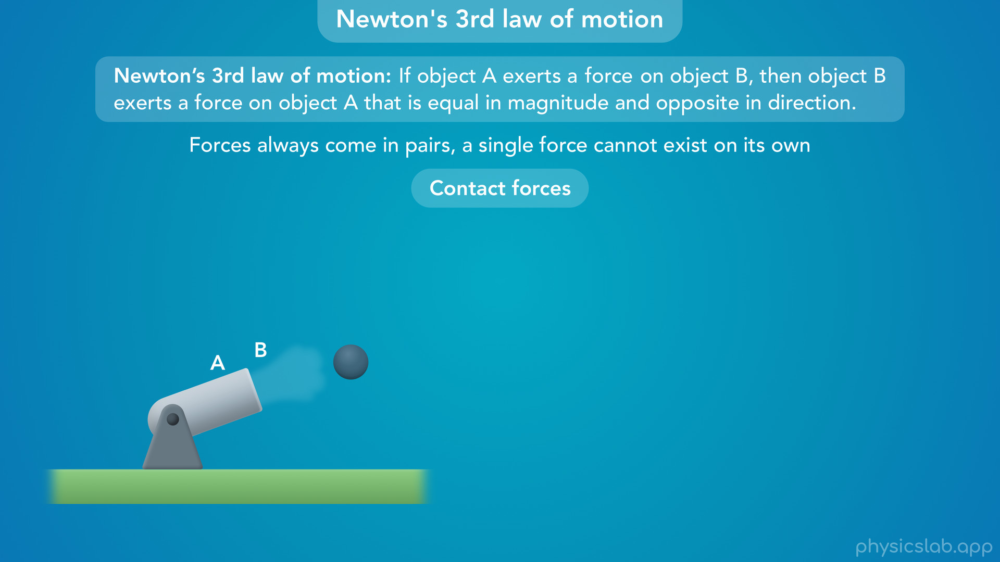 Newton's 3rd law of motion
Newton’s 3rd law of motion: If object A exerts a force on object B, then object B
exerts a force on object A that is equal in magnitude and opposite in direction.
Forces always come in pairs, a single force cannot exist on its own
Contact forces
A
B
physicslab.app